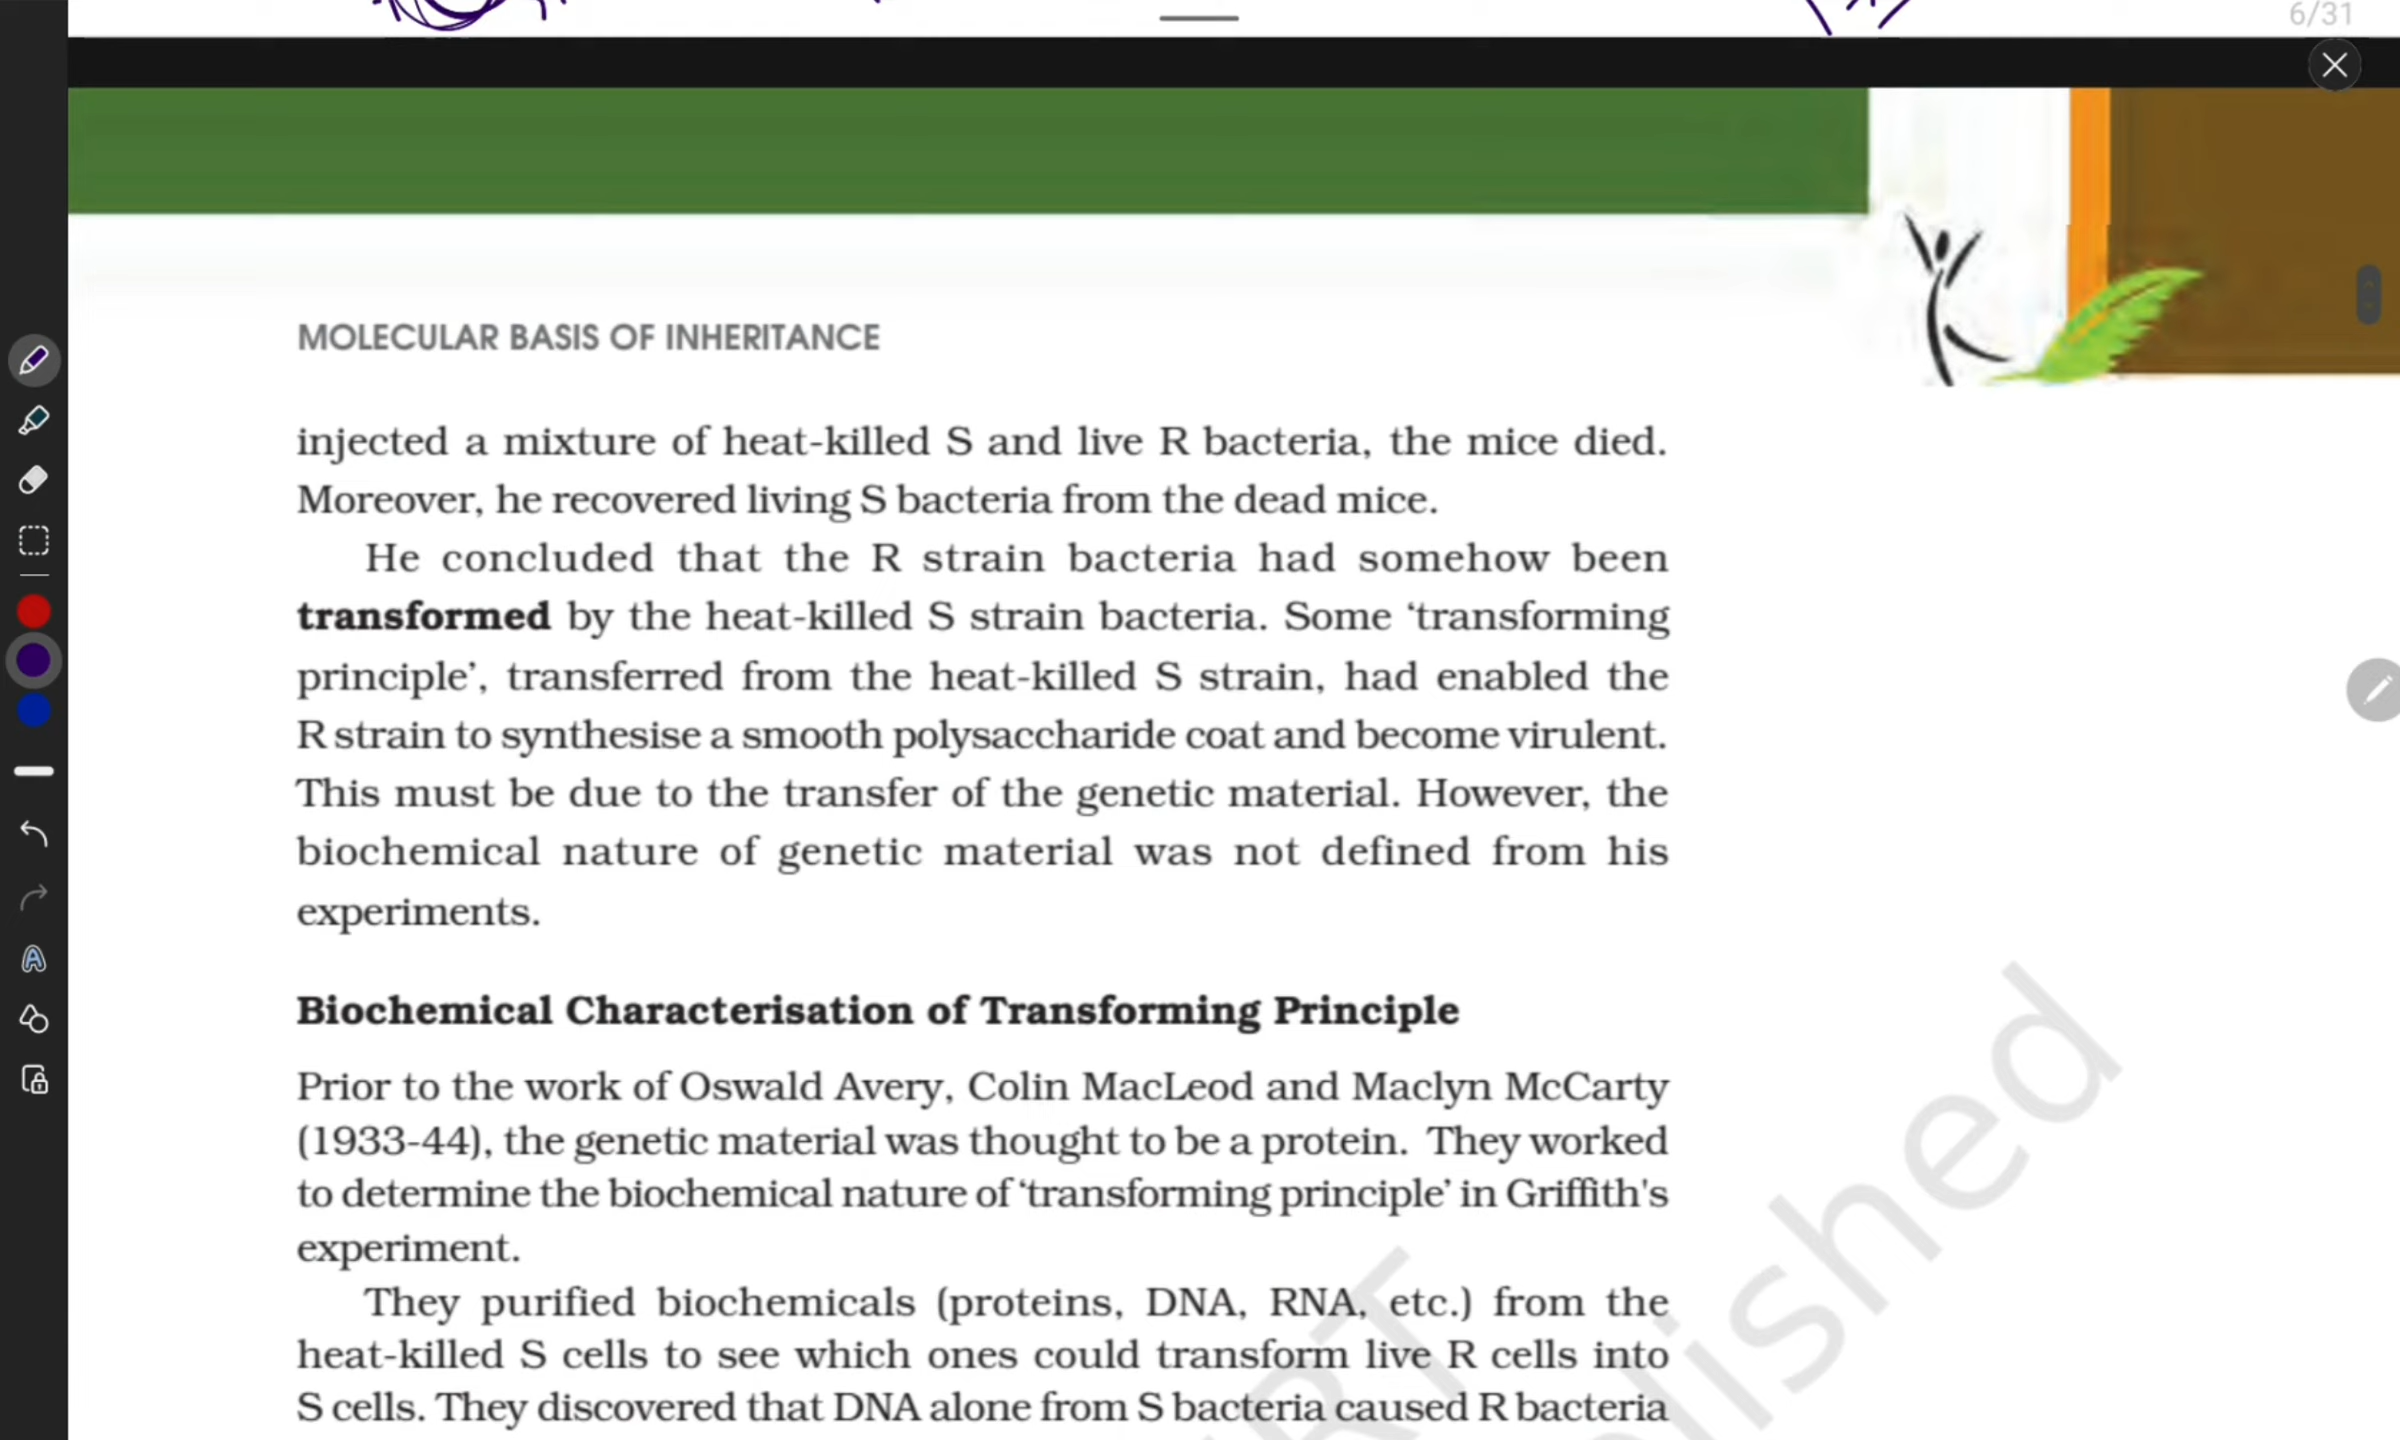 6/31
MOLECULAR BASIS OF INHERITANCE
injected a mixture of heat-killed S and live R bacteria, the mice died.
Moreover, he recovered living S bacteria from the dead mice.
He concluded that the R strain bacteria had somehow been
transformed by the heat-killed S strain bacteria. Some ‘transforming
principle’, transferred from the heat-killed S strain, had enabled the
R strain to synthesise a smooth polysaccharide coat and become virulent.
This must be due to the transfer of the genetic material. However, the
biochemical nature of genetic material was not defined from his
experiments.
Biochemical Characterisation of Transforming Principle
Prior to the work of Oswald Avery, Colin MacLeod and Maclyn McCarty
(1933-44), the genetic material was thought to be a protein. They worked
to determine the biochemical nature of ‘transforming principle’ in Griffith's
experiment.
They purified biochemicals (proteins, DNA, RNA, etc.) from the
heat-killed S cells to see which ones could transform live R cells into
S cells. They discovered that DNA alone from S bacteria caused R bacteria